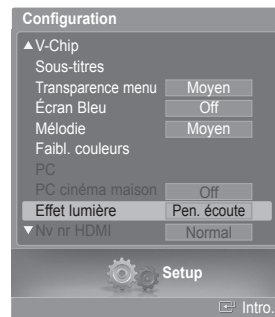 Configuration
▲V-Chip
Sous-titres
Transparence menu Moyen
Écran Bleu Off
Mélodie Moyen
Faibl. couleurs
PC
PC cinéma maison Off
Effet lumière Pen. écoute
▼Nv nr HDMI Normal
Setup
Intro.